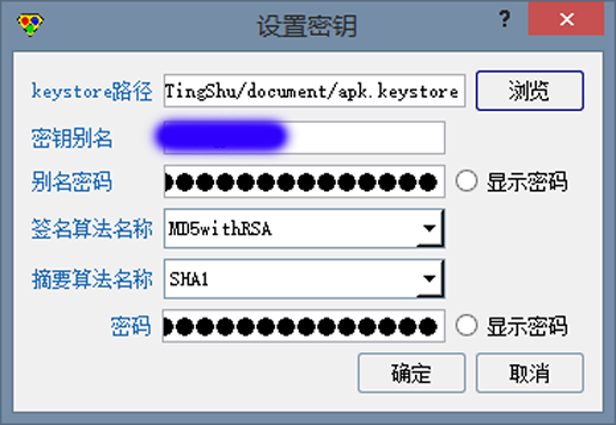 设置密钥
keystore路径 TingShu/document/apk.keystore 浏览
密钥别名
别名密码 显示密码
签名算法名称 MD5withRSA
摘要算法名称 SHA1
密码 显示密码
确定 取消